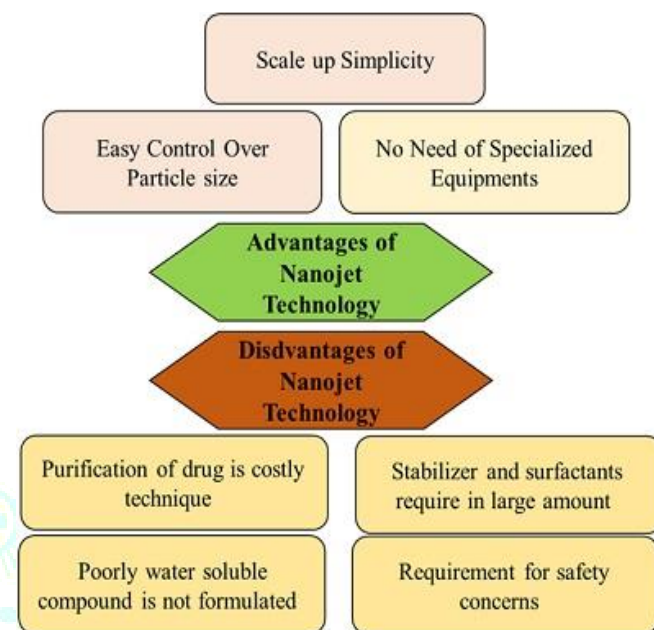 Scale up Simplicity
Easy Control Over
Particle size
No Need of Specialized
Equipments
Advantages of
Nanojet
Technology
Disdvantages of
Nanojet
Technology
Purification of drug is costly
technique
Stabilizer and surfactants
require in large amount
Poorly water soluble
compound is not formulated
Requirement for safety
concerns